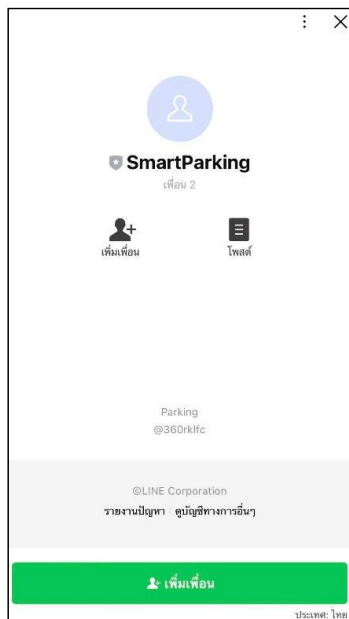 SmartParking
เพื่อน 2
เพิ่มเพื่อน
โพสต์
Parking
@360rklfc
©LINE Corporation
รายงานปัญหา | ดูบัญชีทางการอื่นๆ
เพิ่มเพื่อน
ประเทศ: ไทย